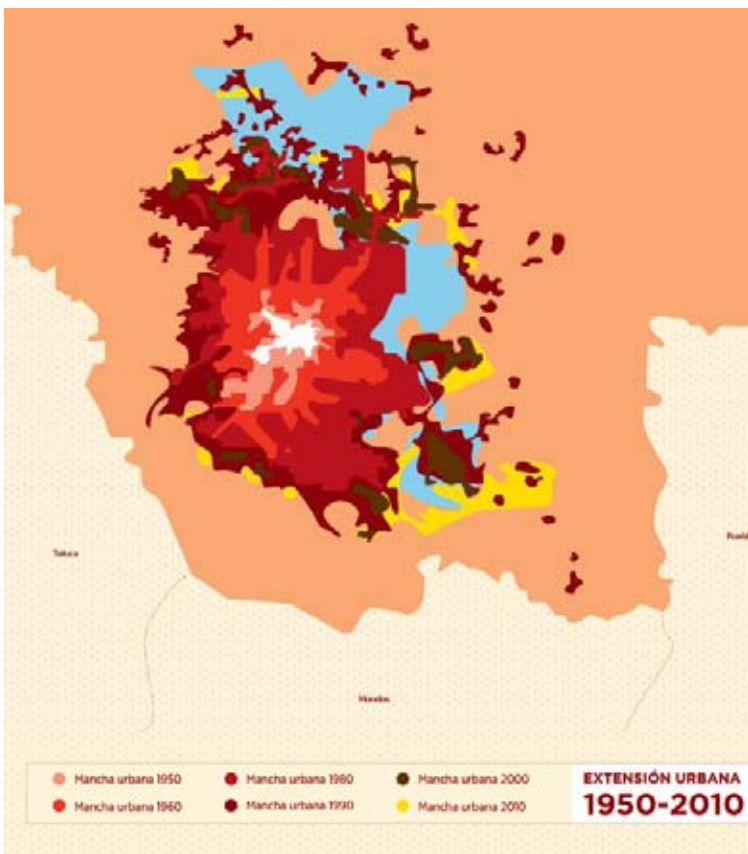 Toluca
Morelos
Mancha urbana 1950
Mancha urbana 1960
Mancha urbana 1980
Mancha urbana 1990
Mancha urbana 2000
Mancha urbana 2010
EXTENSIÓN URBANA
1950-2010